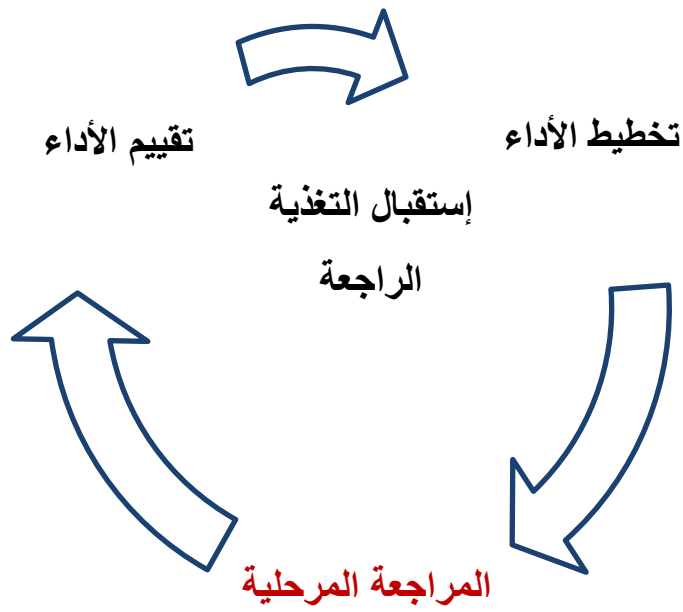 تخطيط الأداء
تقييم الأداء
إستقبال التغذية
الراجعة
المراجعة المرحلية